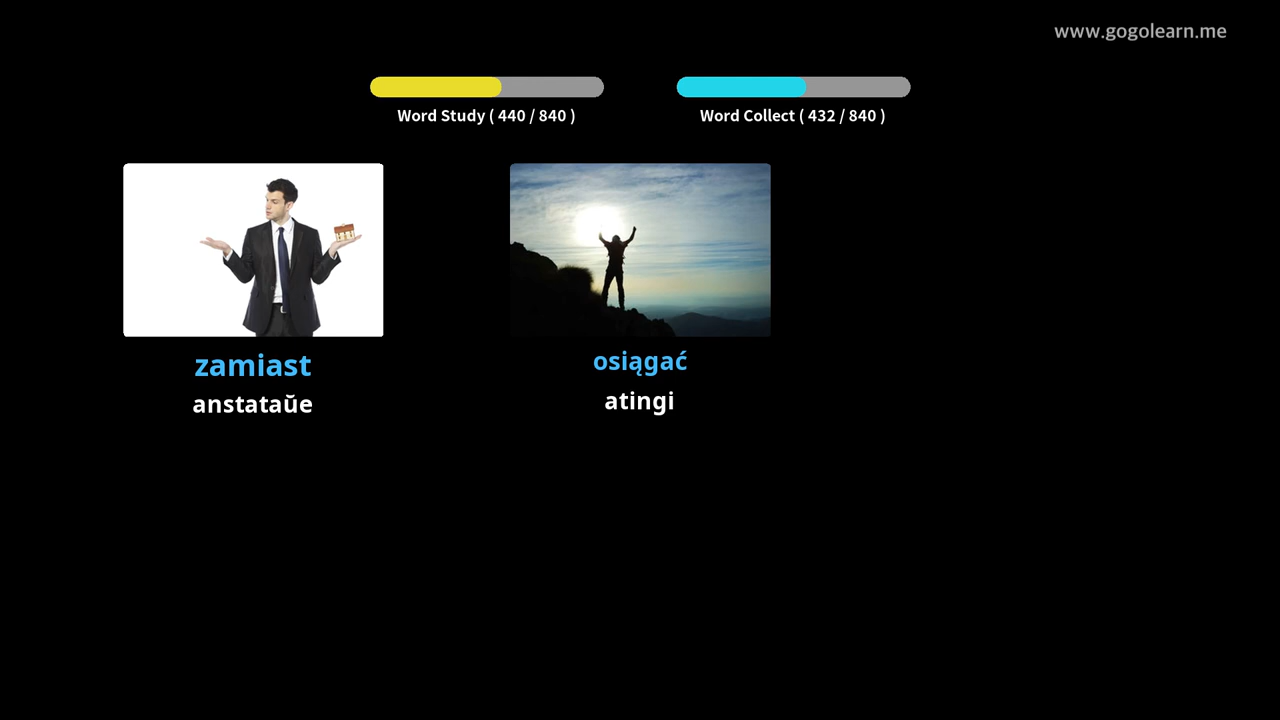 www.gogolearn.me
Word Study ( 440 / 840 )
Word Collect ( 432 / 840 )
zamiast
anstataŭe
osiągać
atingi